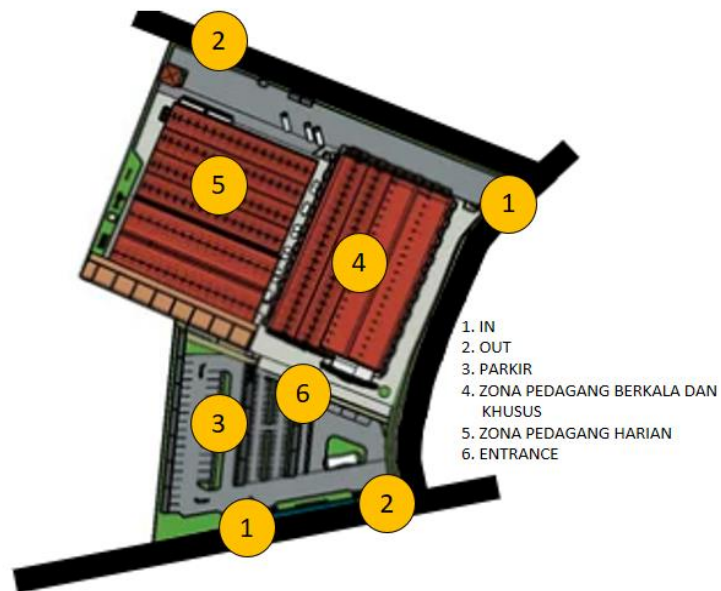 2
1
5
4
1. IN
2. OUT
3. PARKIR
4. ZONA PEDAGANG BERKALA DAN
KHUSUS
5. ZONA PEDAGANG HARIAN
6. ENTRANCE
6
3
2
1